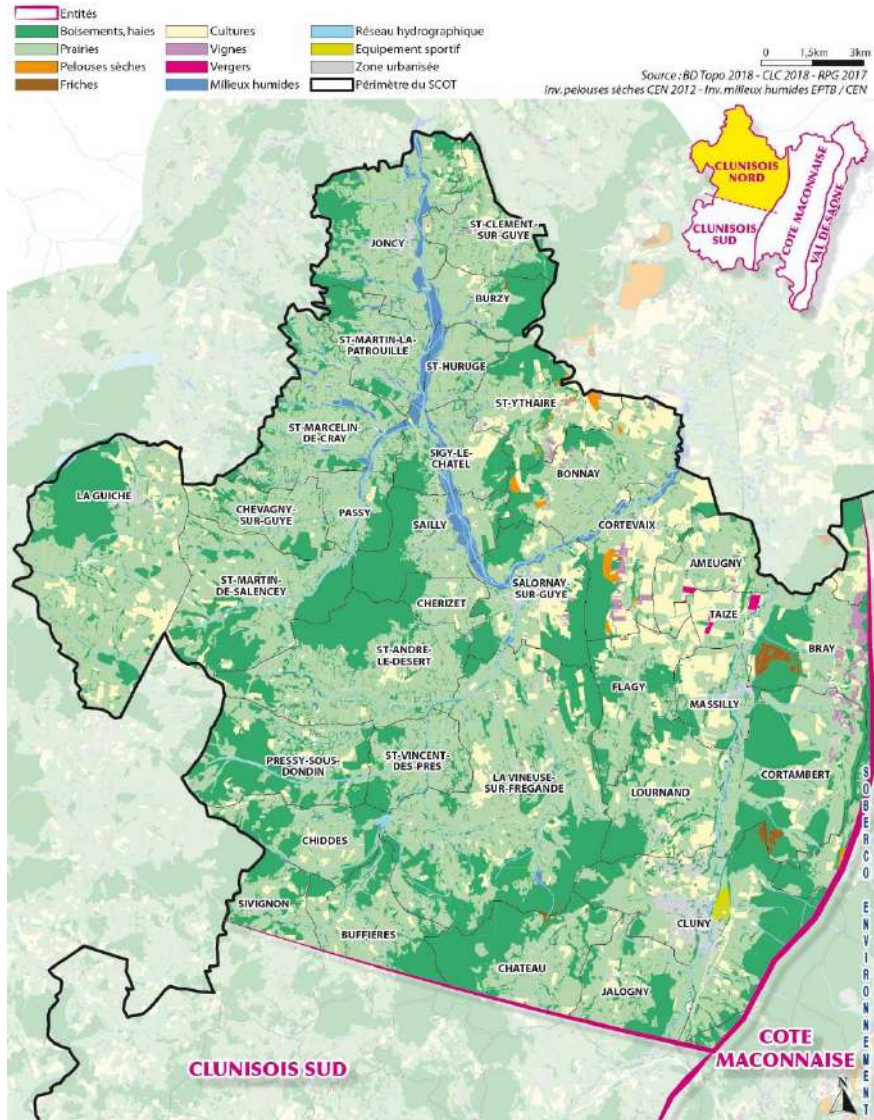 Entités
Boisements, haies
Cultures
Réseau hydrographique
Prairies
Vignes
Equipement sportif
Pelouses sèches
Vergers
Zone urbanisée
Friches
Milieux humides
Périmètre du SCOT
0 1,5km 3km
Source : BD Topo 2018 - CLC 2018 - RPG 2017
Inv. pelouses sèches CEN 2012 - Inv. milleux humides EPTB / CEN
CLUNISOIS
NORD
CLUNISOIS
SUD
COTE MACONNAISE
VAL DE SAONE
JONCY
ST-CLEMENT-
SUR-GUYE
BURZY
ST-MARTIN-LA-
PATROUILLE
ST-HURUGE
ST-YTHAIRE
ST-MARCELIN-
DE-CRAY
SIGY-LE-
CHATEL
BONNAY
LA GUICHE
CHEVAGNY-
SUR-GUYE
PASSY
SAILLY
CORTEVAIX
AMEUGNY
ST-MARTIN-
DE-SALENCEY
CHERIZET
SALORNAY-
SUR-GUYE
TAIZE
ST-ANDRE-
LE-DESERT
BRAY
FLAGY
MASSILLY
PRESSY-SOUS-
DONDIN
ST-VINCENT-
DES-PRES
LA VINEUSE-
SUR-FREGANDE
LOURNAND
CORTAMBERT
CHIDDES
SIVIGNON
BUFFIERES
CLUNY
CHATEAU
JALOGNY
CLUNISOIS SUD
COTE
MACONNAISE
SOBERCO ENVIRONNEMENT
N